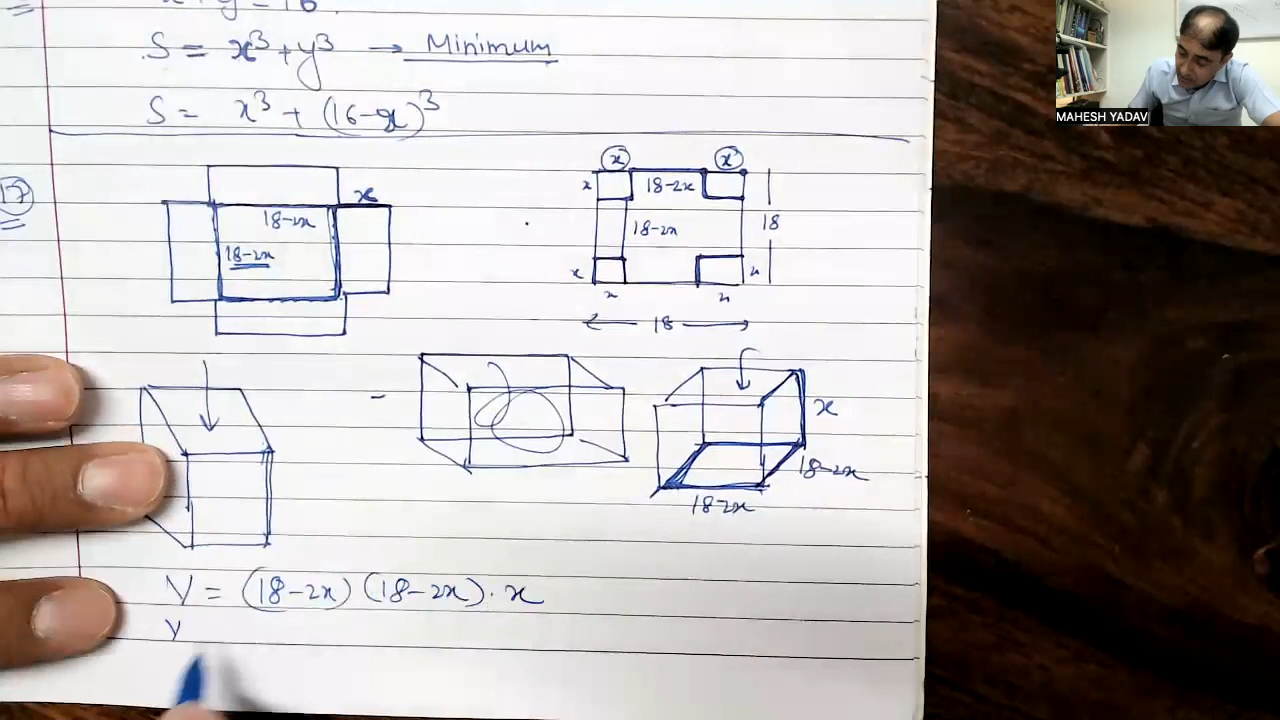 x + y = 16
S = x³ + y³ → Minimum
S = x³ + (16-x)³
MAHESH YADAV
17
x
18-2x
18-2x
x x
x 18-2x
18-2x 18
x x
x x
18
x
18-2x
18-2x
V = (18-2x) (18-2x) . x
V